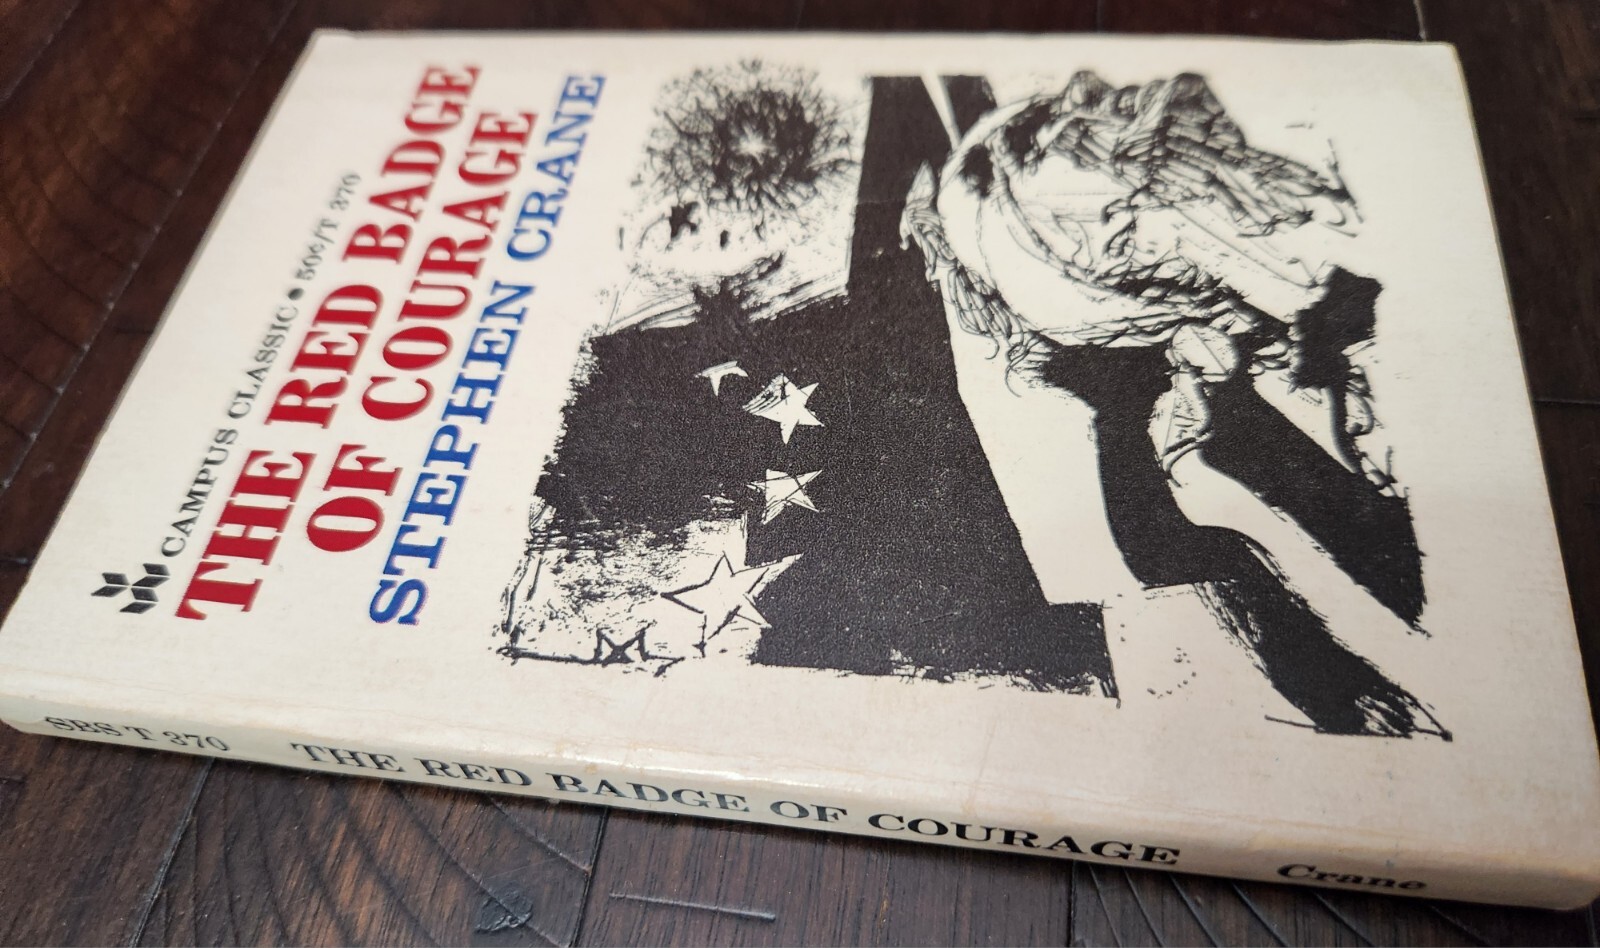 CAMPUS CLASSIC • 50¢/T 370
THE RED BADGE
OF COURAGE
STEPHEN CRANE
SBS T 370 THE RED BADGE OF COURAGE Crane